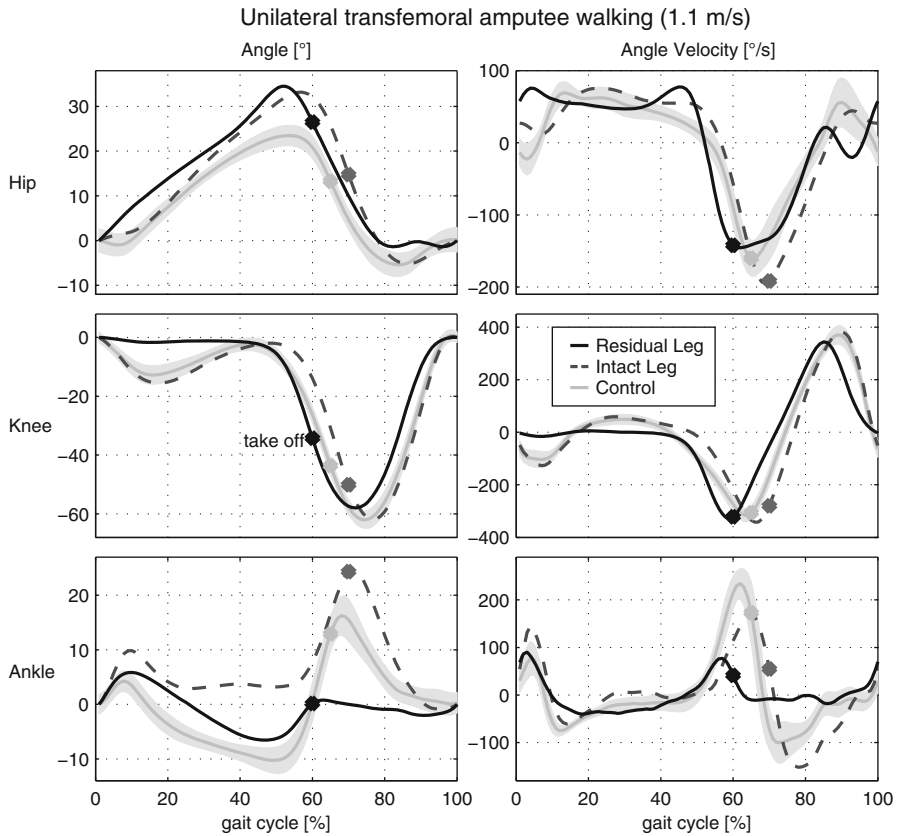 Unilateral transfemoral amputee walking (1.1 m/s)
Angle [°]
Angle Velocity [°/s]
Hip
30
20
10
0
−10
100
0
−100
−200
Knee
0
−20
−40
−60
take off
400
200
0
−200
−400
Residual Leg
Intact Leg
Control
Ankle
20
10
0
−10
200
100
0
−100
0 20 40 60 80 100
gait cycle [%]
0 20 40 60 80 100
gait cycle [%]